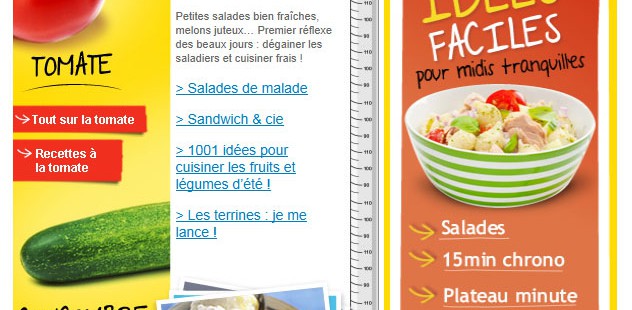 TOMATE
Tout sur la tomate
Recettes à
la tomate
Petites salades bien fraîches,
melons juteux… Premier réflexe
des beaux jours : dégainer les
saladiers et cuisiner frais !
> Salades de malade
> Sandwich & cie
> 1001 idées pour
cuisiner les fruits et
légumes d'été !
> Les terrines : je me
lance !
IDÉES
FACILES
pour midis tranquilles
Salades
15min chrono
Plateau minute